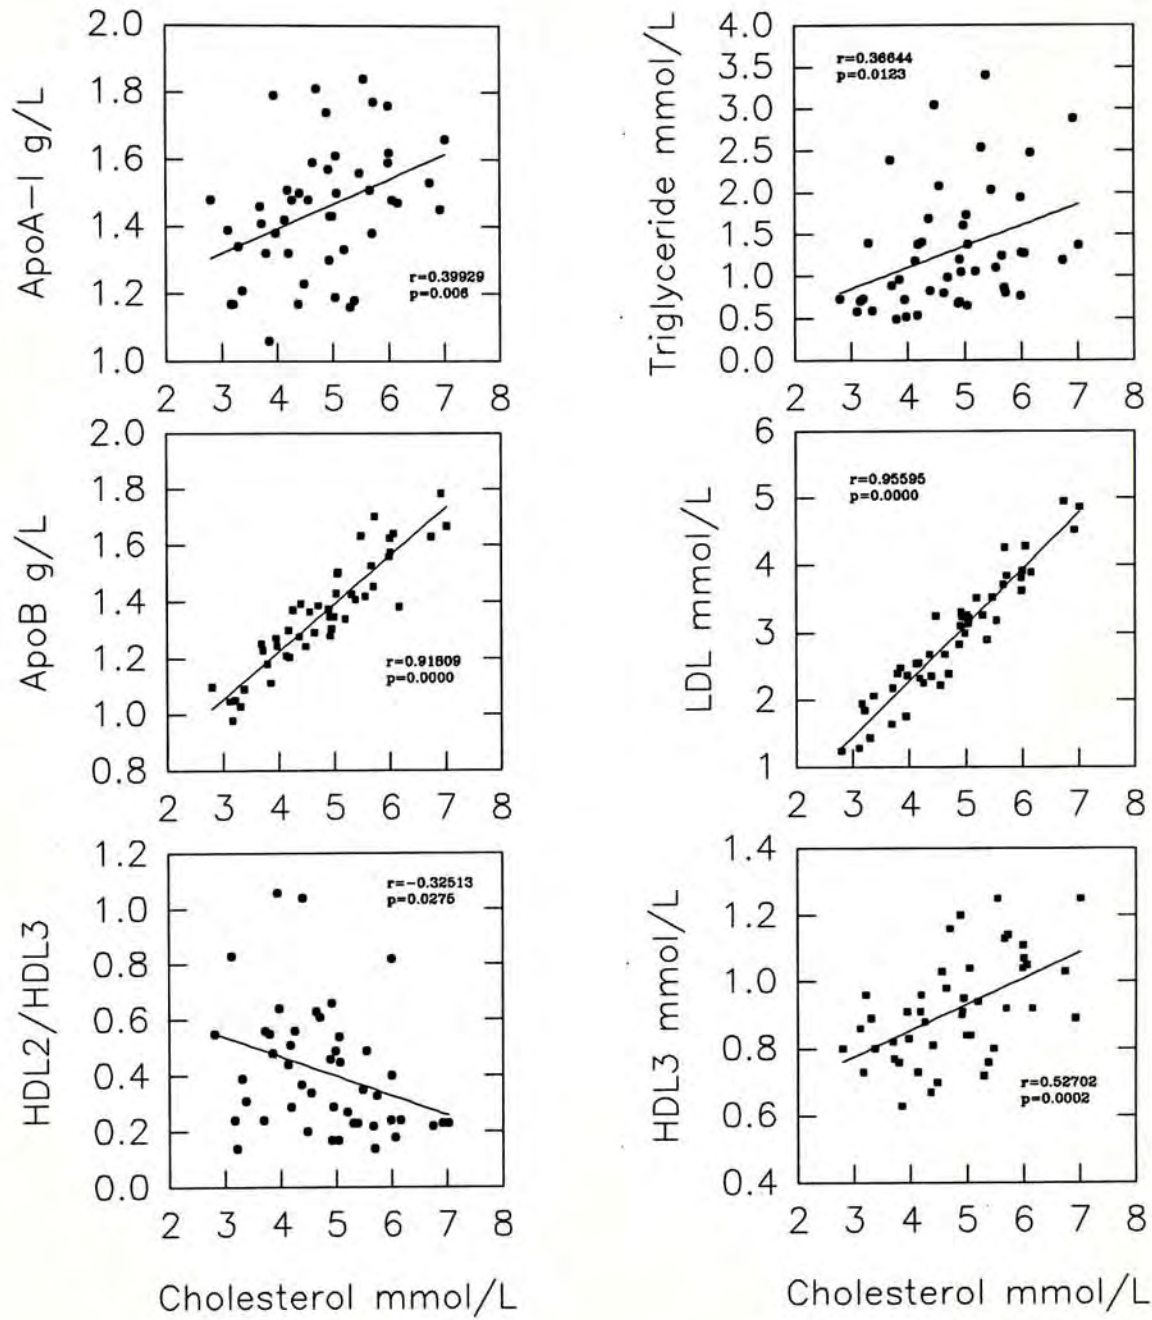 ApoA-I g/L
2.0
1.8
1.6
1.4
1.2
1.0
r=0.39929
p=0.006
2 3 4 5 6 7 8
Triglyceride mmol/L
4.0
3.5
3.0
2.5
2.0
1.5
1.0
0.5
0.0
r=0.36644
p=0.0123
2 3 4 5 6 7 8
ApoB g/L
2.0
1.8
1.6
1.4
1.2
1.0
0.8
r=0.91809
p=0.0000
2 3 4 5 6 7 8
LDL mmol/L
6
5
4
3
2
1
r=0.95595
p=0.0000
2 3 4 5 6 7 8
HDL2/HDL3
1.2
1.0
0.8
0.6
0.4
0.2
0.0
r=-0.32513
p=0.0275
2 3 4 5 6 7 8
Cholesterol mmol/L
HDL3 mmol/L
1.4
1.2
1.0
0.8
0.6
0.4
r=0.52702
p=0.0002
2 3 4 5 6 7 8
Cholesterol mmol/L